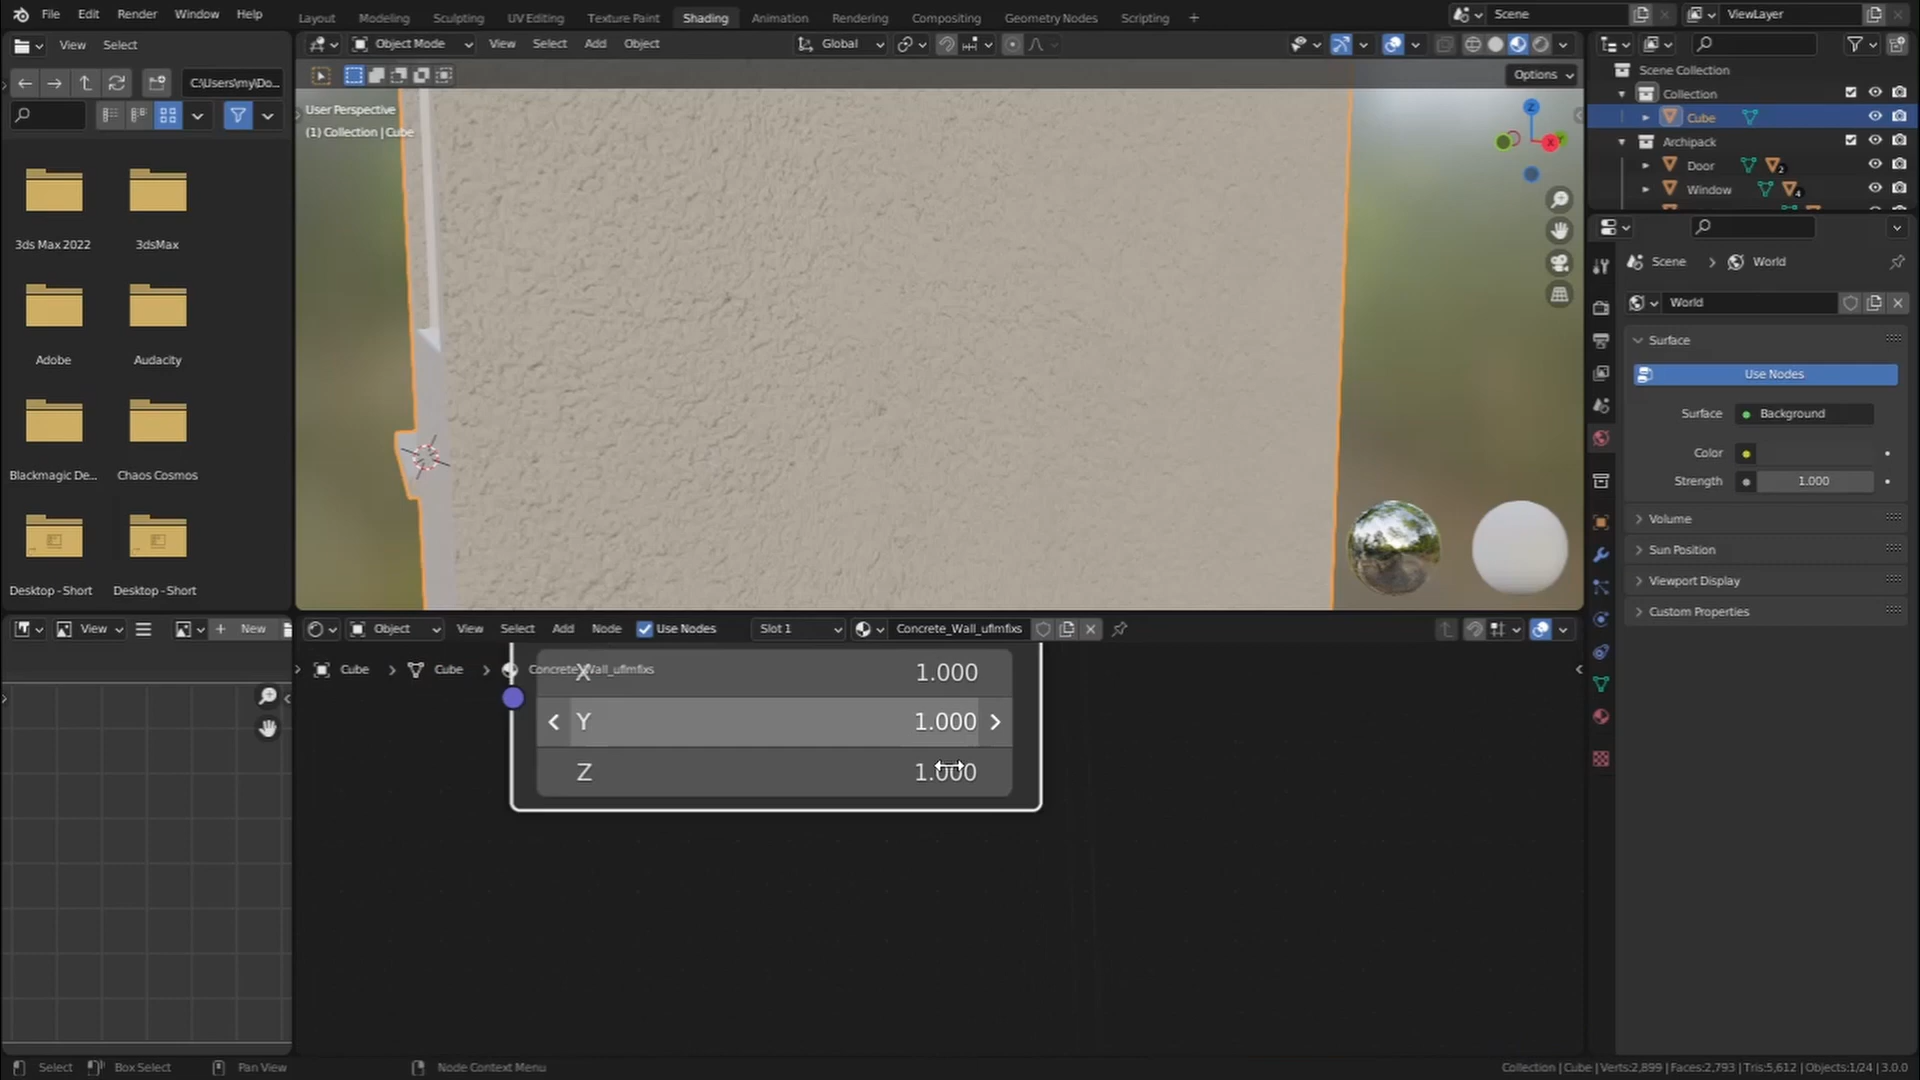 File Edit Render Window Help
Layout Modeling Sculpting UV Editing Texture Paint Shading Animation Rendering Compositing Geometry Nodes Scripting +
Scene
ViewLayer
View Select
Object Mode View Select Add Object
Global
C:\Users\my\Do...
Options
User Perspective
(1) Collection | Cube
Z
X
Scene Collection
Collection
Cube
Archipack
Door 2
Window 4
3ds Max 2022
3dsMax
Adobe
Audacity
Blackmagic De...
Chaos Cosmos
Desktop - Short
Desktop - Short
Scene > World
World
Surface
Use Nodes
Surface Background
Color
Strength 1.000
Volume
Sun Position
Viewport Display
Custom Properties
View + New
Object View Select Add Node Use Nodes Slot 1 Concrete_Wall_uflmfixs
Cube > Cube > Concrete_Wall_uflmfixs
X 1.000
Y 1.000
Z 1.000
Select Box Select Pan View Node Context Menu
Collection | Cube | Verts:2,899 | Faces:2,793 | Tris:5,612 | Objects:1/24 | 3.0.0